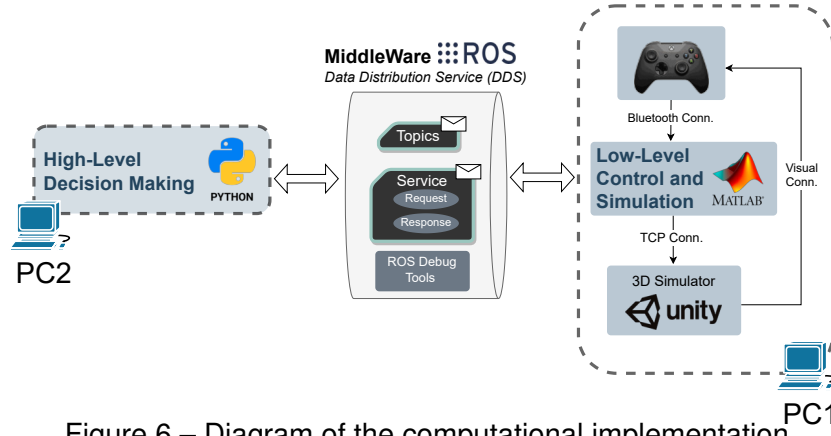 MiddleWare ROS
Data Distribution Service (DDS)
High-Level
Decision Making
PYTHON
PC2
Topics
Service
Request
Response
ROS Debug
Tools
Bluetooth Conn.
Low-Level
Control and
Simulation
MATLAB
Visual
Conn.
TCP Conn.
3D Simulator
unity
PC1
Figure 6 – Diagram of the computational implementation